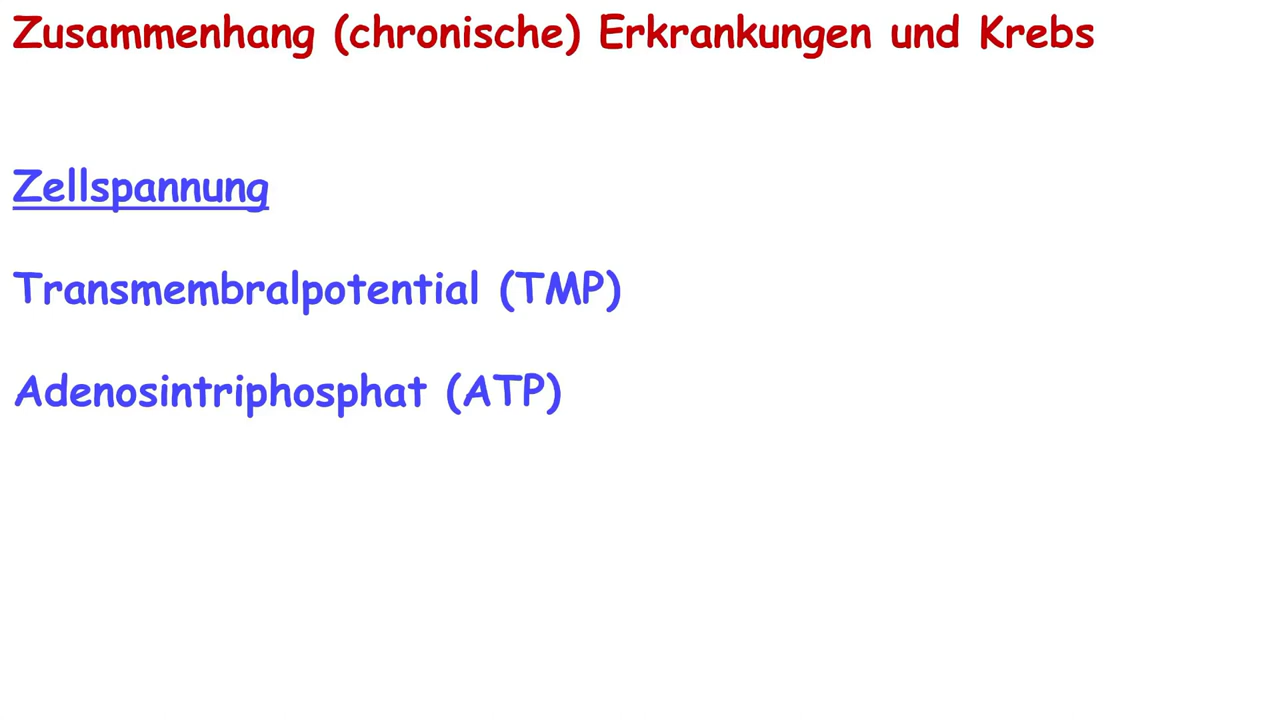 Zusammenhang (chronische) Erkrankungen und Krebs
Zellspannung
Transmembralpotential (TMP)
Adenosintriphosphat (ATP)